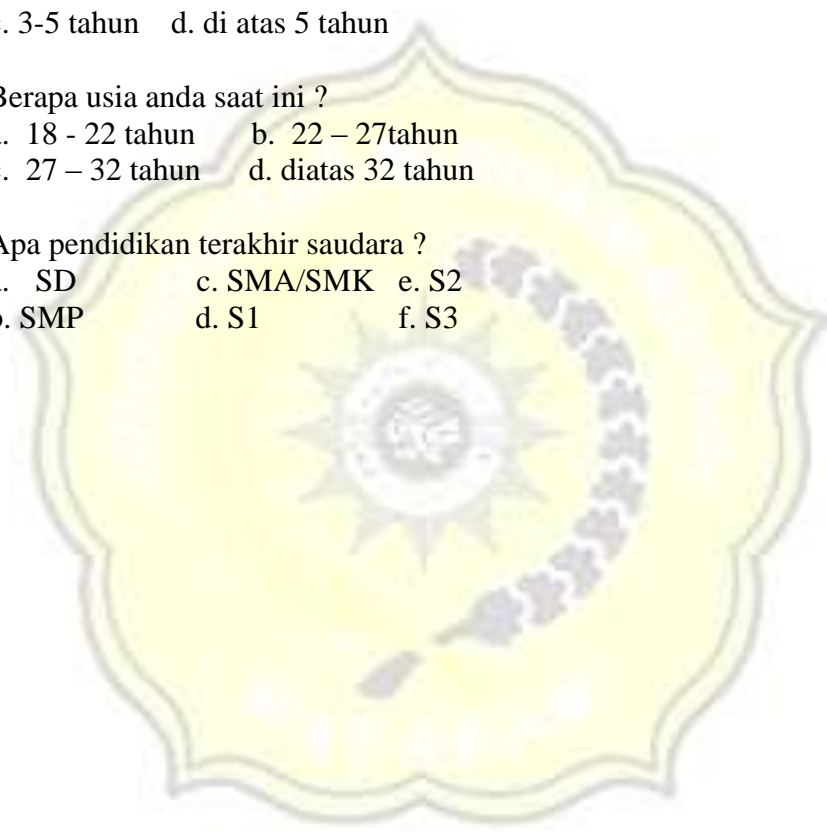 . 3-5 tahun d. di atas 5 tahun
Berapa usia anda saat ini ?
. 18 - 22 tahun b. 22 – 27tahun
. 27 – 32 tahun d. diatas 32 tahun
Apa pendidikan terakhir saudara ?
. SD c. SMA/SMK e. S2
. SMP d. S1 f. S3